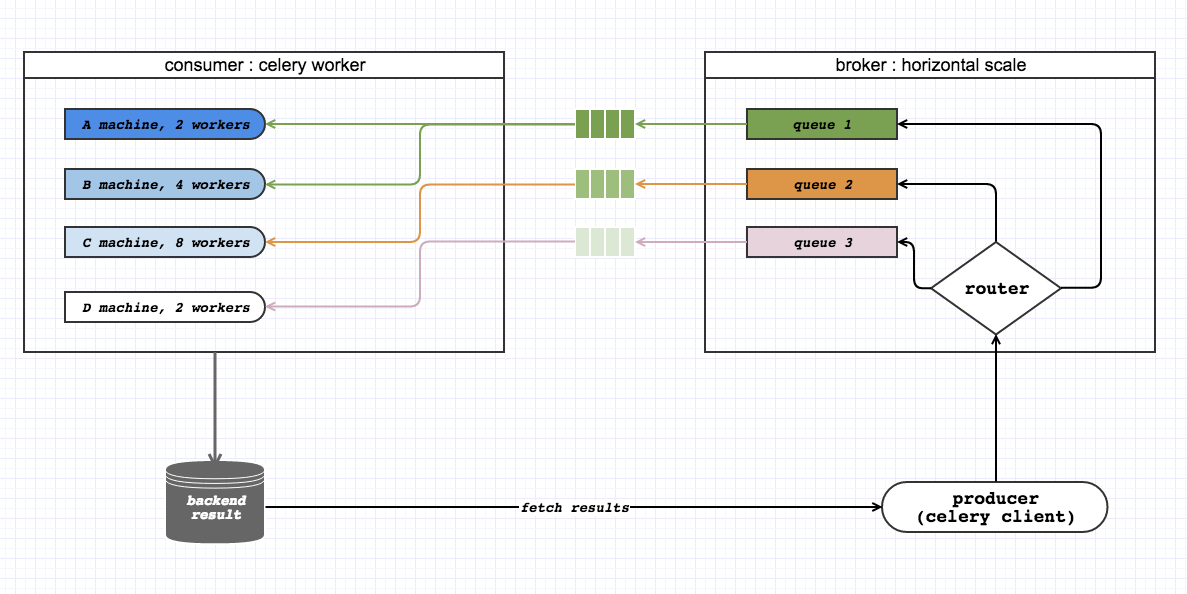 consumer : celery worker
broker : horizontal scale
A machine, 2 workers
queue 1
B machine, 4 workers
queue 2
C machine, 8 workers
queue 3
router
D machine, 2 workers
backend
result
fetch results
producer
(celery client)